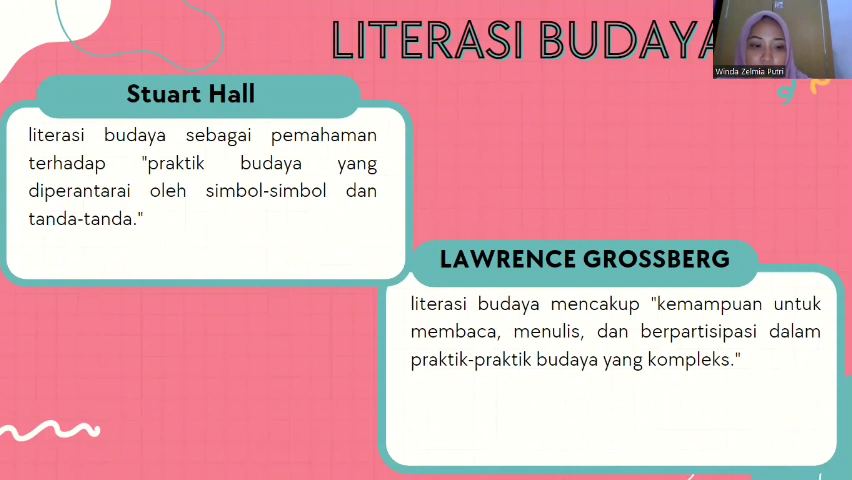 LITERASI BUDAYA
Winda Zelmia Putri
Stuart Hall
literasi budaya sebagai pemahaman
terhadap "praktik budaya yang
diperantarai oleh simbol-simbol dan
tanda-tanda."
LAWRENCE GROSSBERG
literasi budaya mencakup "kemampuan untuk
membaca, menulis, dan berpartisipasi dalam
praktik-praktik budaya yang kompleks."